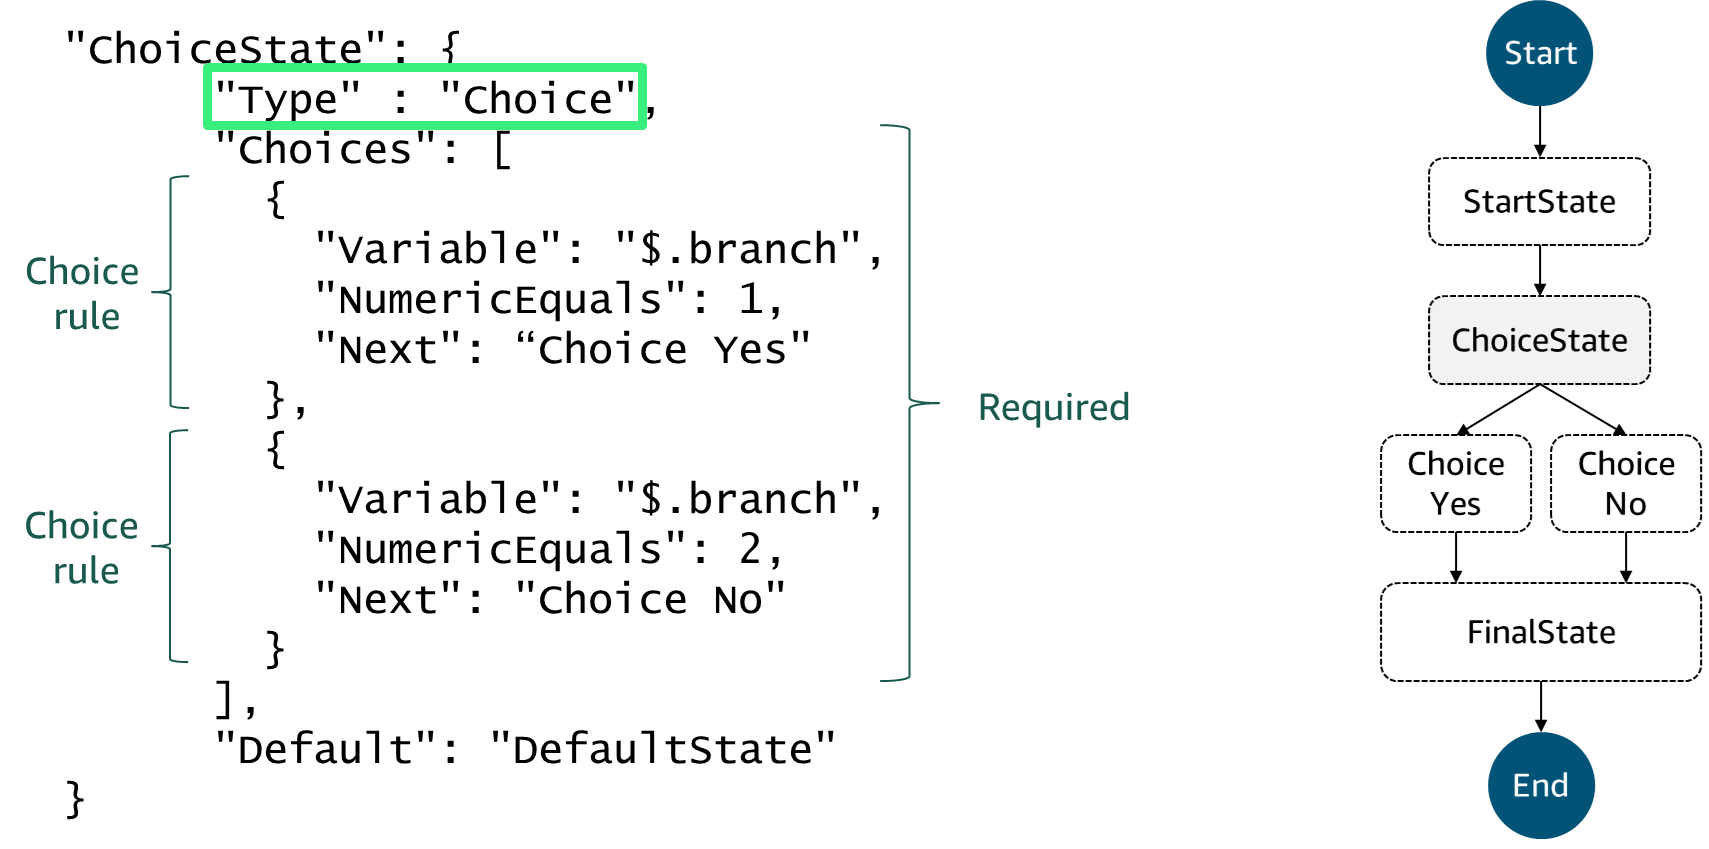 "ChoiceState": {
"Type" : "Choice",
"Choices": [
{
"Variable": "$.branch",
"NumericEquals": 1,
"Next": “Choice Yes"
},
{
"Variable": "$.branch",
"NumericEquals": 2,
"Next": "Choice No"
}
],
"Default": "DefaultState"
}
Choice
rule
Choice
rule
Required
Start
StartState
ChoiceState
Choice
Yes
Choice
No
FinalState
End